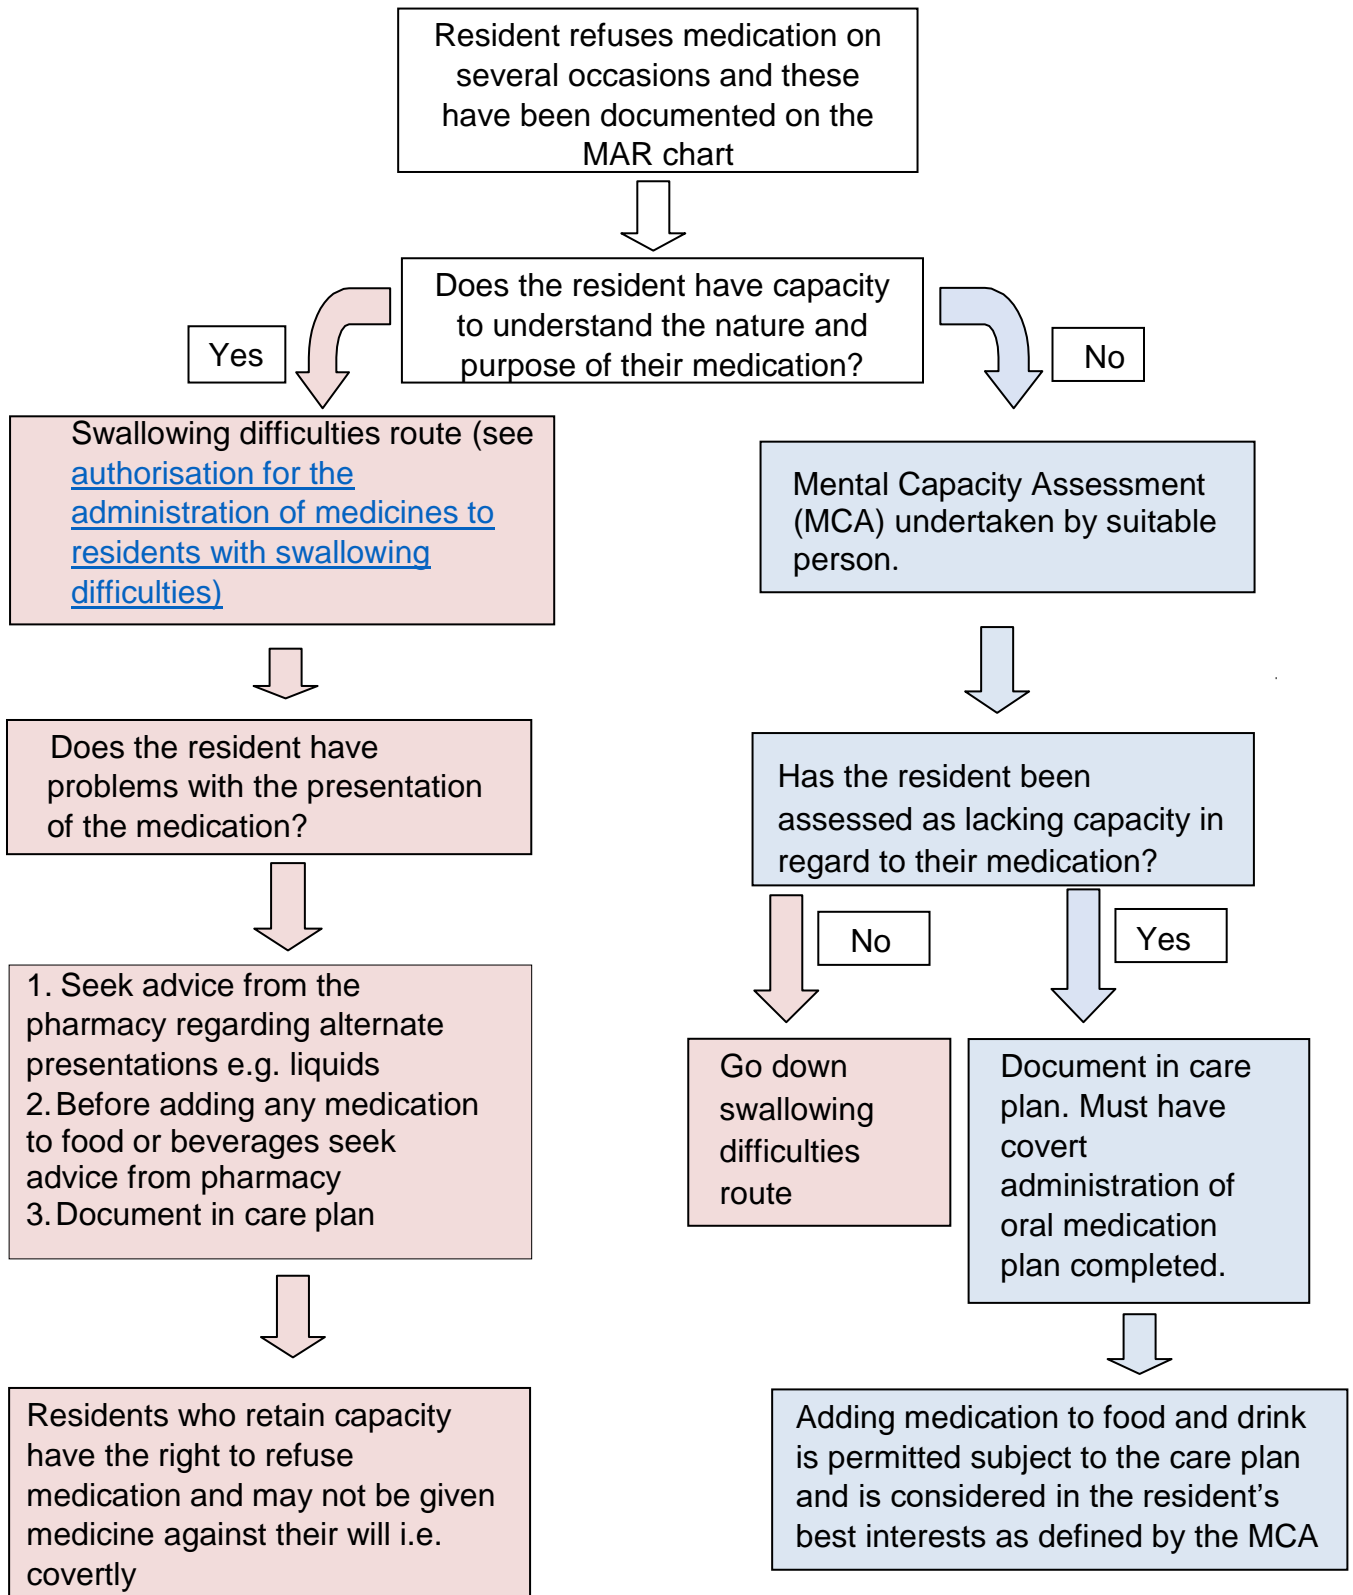 Resident refuses medication on
several occasions and these
have been documented on the
MAR chart
Does the resident have capacity
to understand the nature and
purpose of their medication?
Yes
No
Swallowing difficulties route (see
authorisation for the
administration of medicines to
residents with swallowing
difficulties)
Mental Capacity Assessment
(MCA) undertaken by suitable
person.
Does the resident have
problems with the presentation
of the medication?
Has the resident been
assessed as lacking capacity in
regard to their medication?
No
Yes
1. Seek advice from the
pharmacy regarding alternate
presentations e.g. liquids
2. Before adding any medication
to food or beverages seek
advice from pharmacy
3. Document in care plan
Go down
swallowing
difficulties
route
Document in care
plan. Must have
covert
administration of
oral medication
plan completed.
Residents who retain capacity
have the right to refuse
medication and may not be given
medicine against their will i.e.
covertly
Adding medication to food and drink
is permitted subject to the care plan
and is considered in the resident’s
best interests as defined by the MCA